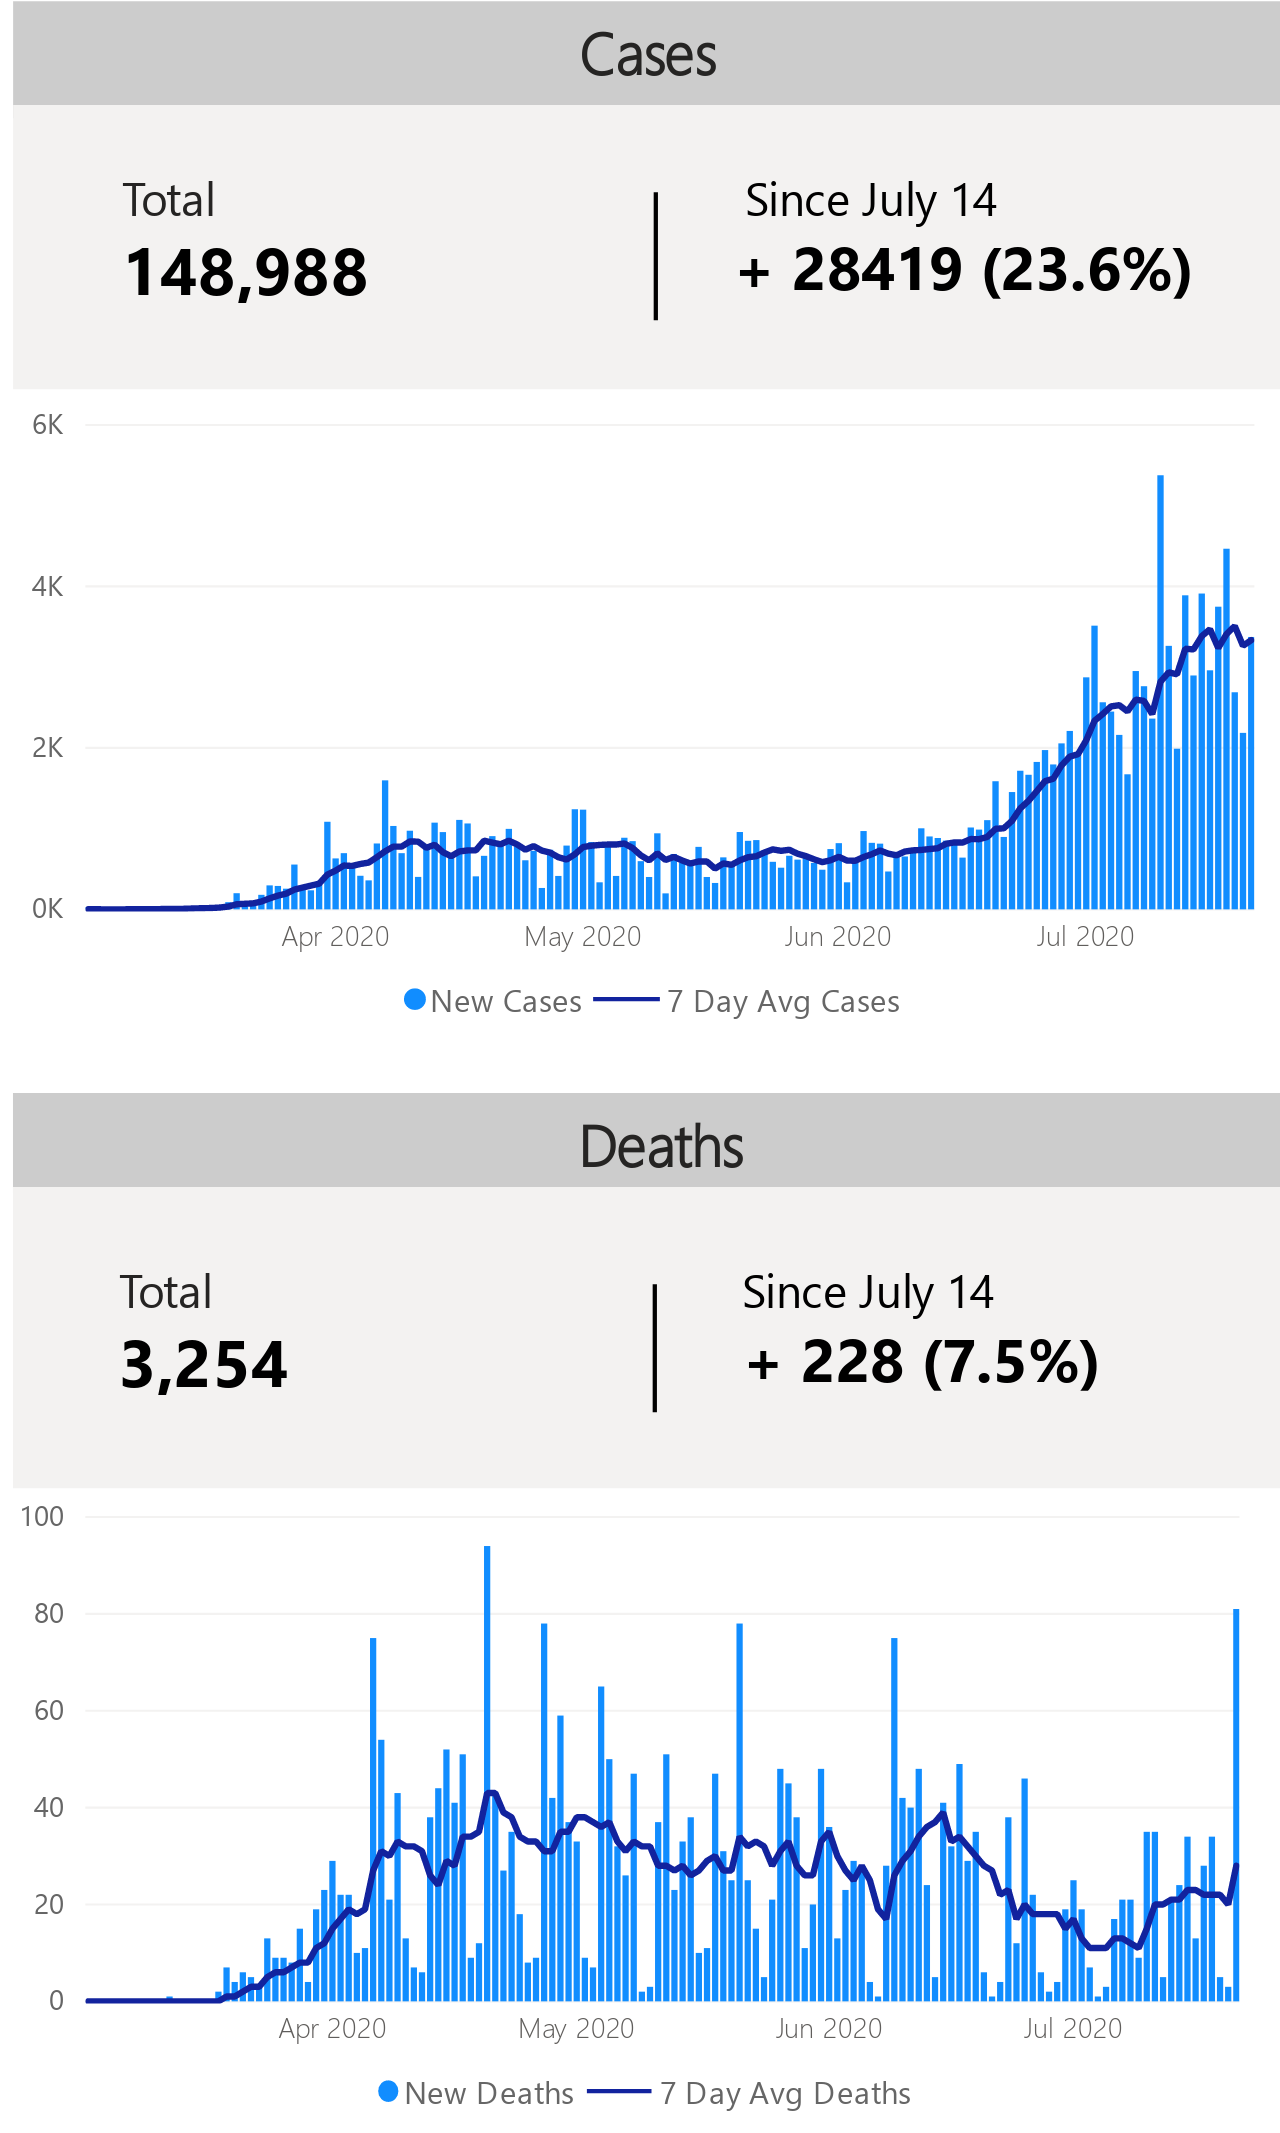 Cases
Total
Since July 14
148,988
+ 28419 (23.6%)
6K
4K
2K
0K
Apr 2020
May 2020
Jun 2020
Jul 2020
New Cases
7 Day Avg Cases
Deaths
Total
Since July 14
3,254
+ 228 (7.5%)
100
80
60
40
20
0
Apr 2020
May 2020
Jun 2020
Jul 2020
New Deaths
7 Day Avg Deaths